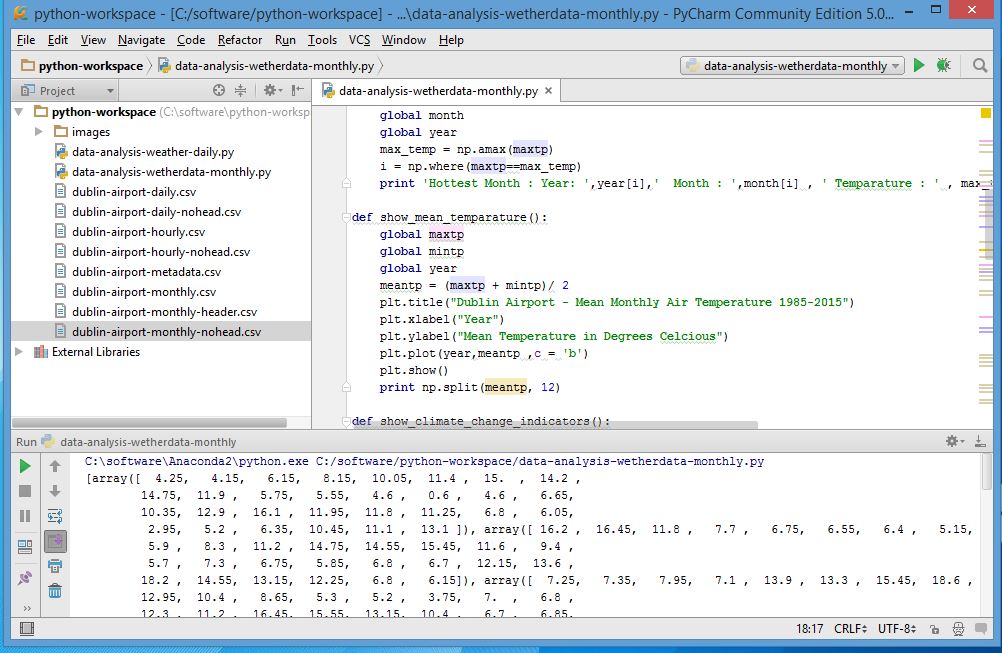 python-workspace - [C:/software/python-workspace] - ...\data-analysis-wetherdata-monthly.py - PyCharm Community Edition 5.0...
File Edit View Navigate Code Refactor Run Tools VCS Window Help
python-workspace data-analysis-wetherdata-monthly.py data-analysis-wetherdata-monthly
Project
python-workspace (C:\software\python-worksp
images
data-analysis-weather-daily.py
data-analysis-wetherdata-monthly.py
dublin-airport-daily.csv
dublin-airport-daily-nohead.csv
dublin-airport-hourly.csv
dublin-airport-hourly-nohead.csv
dublin-airport-metadata.csv
dublin-airport-monthly.csv
dublin-airport-monthly-header.csv
dublin-airport-monthly-nohead.csv
External Libraries
data-analysis-wetherdata-monthly.py
global month
global year
max_temp = np.amax(maxtp)
i = np.where(maxtp==max_temp)
print 'Hottest Month : Year: ',year[i],'  Month : ',month[i] , ' Temparature : ' , max_
def show_mean_temparature():
global maxtp
global mintp
global year
meantp = (maxtp + mintp)/ 2
plt.title("Dublin Airport - Mean Monthly Air Temperature 1985-2015")
plt.xlabel("Year")
plt.ylabel("Mean Temperature in Degrees Celcious")
plt.plot(year,meantp ,c = 'b')
plt.show()
print np.split(meantp, 12)
def show_climate_change_indicators():
Run data-analysis-wetherdata-monthly
C:\software\Anaconda2\python.exe C:/software/python-workspace/data-analysis-wetherdata-monthly.py
[array([  4.25,   4.15,   6.15,   8.15,  10.05,  11.4 ,  15.  ,  14.2 ,
14.75,  11.9 ,   5.75,   5.55,   4.6 ,   0.6 ,   4.6 ,   6.65,
10.35,  12.9 ,  16.1 ,  11.95,  11.8 ,  11.25,   6.8 ,   6.05,
2.95,   5.2 ,   6.35,  10.45,  11.1 ,  13.1 ]), array([ 16.2 ,  16.45,  11.8 ,   7.7 ,   6.75,   6.55,   6.4 ,   5.15,
5.9 ,   8.3 ,  11.2 ,  14.75,  14.55,  15.45,  11.6 ,   9.4 ,
5.7 ,   7.3 ,   6.75,   5.85,   6.8 ,   6.7 ,  12.15,  13.6 ,
18.2 ,  14.55,  13.15,  12.25,   6.8 ,   6.15]), array([  7.25,   7.35,   7.95,   7.1 ,  13.9 ,  13.3 ,  15.45,  18.6 ,
12.95,  10.4 ,   8.65,   5.3 ,   5.2 ,   3.75,   7.  ,   6.8 ,
12.3 ,  11.2 ,  16.45,  15.55,  13.15,  10.4 ,   6.7 ,   6.85,
18:17 CRLF UTF-8